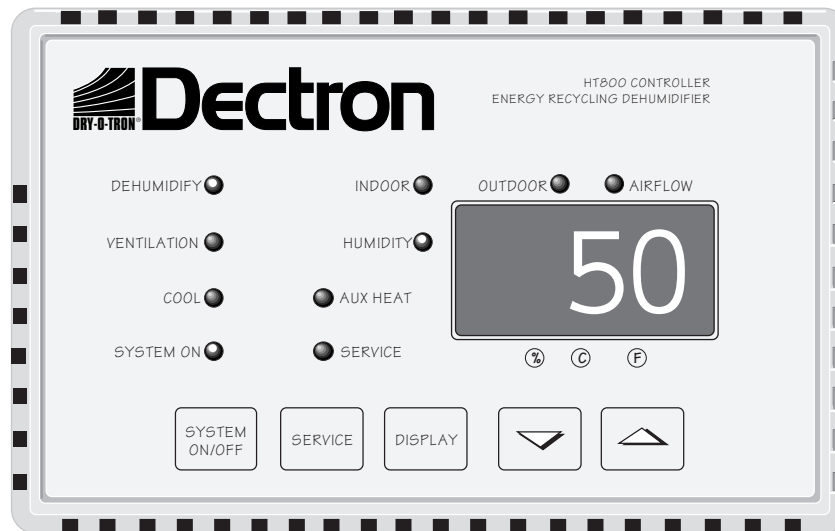 Dectron
DRY-O-TRON®
HT800 CONTROLLER
ENERGY RECYCLING DEHUMIDIFIER
DEHUMIDIFY
INDOOR
OUTDOOR
AIRFLOW
VENTILATION
HUMIDITY
50
COOL
AUX HEAT
SYSTEM ON
SERVICE
% C F
SYSTEM ON/OFF
SERVICE
DISPLAY